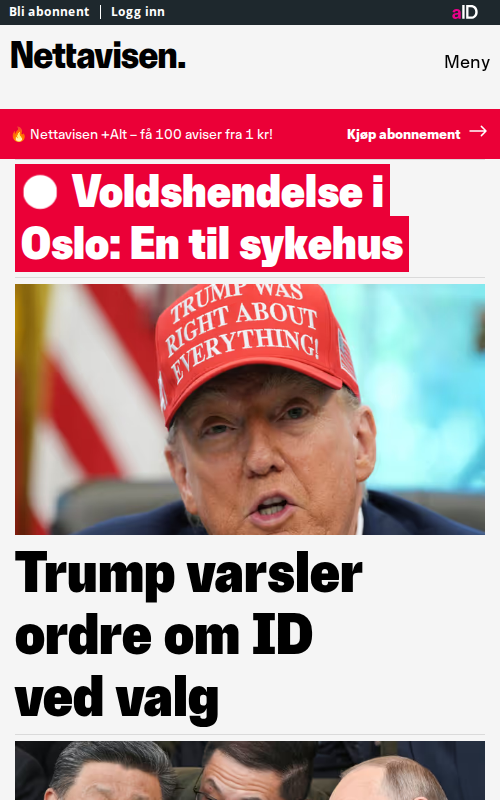 Bli abonnent
Logg inn
aID
Nettavisen.
Meny
Nettavisen +Alt – få 100 aviser fra 1 kr!
Kjøp abonnement
Voldshendelse i
Oslo: En til sykehus
TRUMP WAS
RIGHT ABOUT
EVERYTHING!
Trump varsler
ordre om ID
ved valg